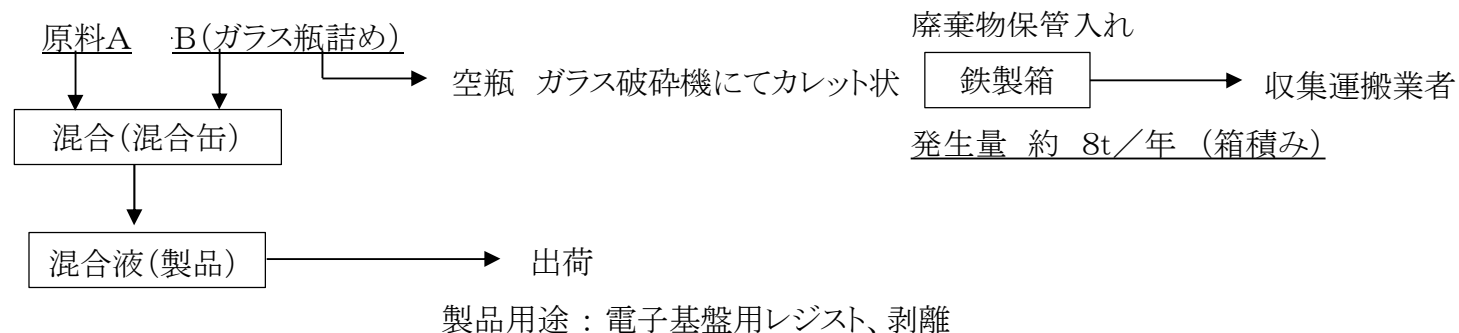 原料A B(ガラス瓶詰め)
廃棄物保管入れ
空瓶 ガラス破砕機にてカレット状
鉄製箱
収集運搬業者
混合(混合缶)
発生量 約 8t/年 (箱積み)
混合液(製品)
出荷
製品用途:電子基盤用レジスト、剥離